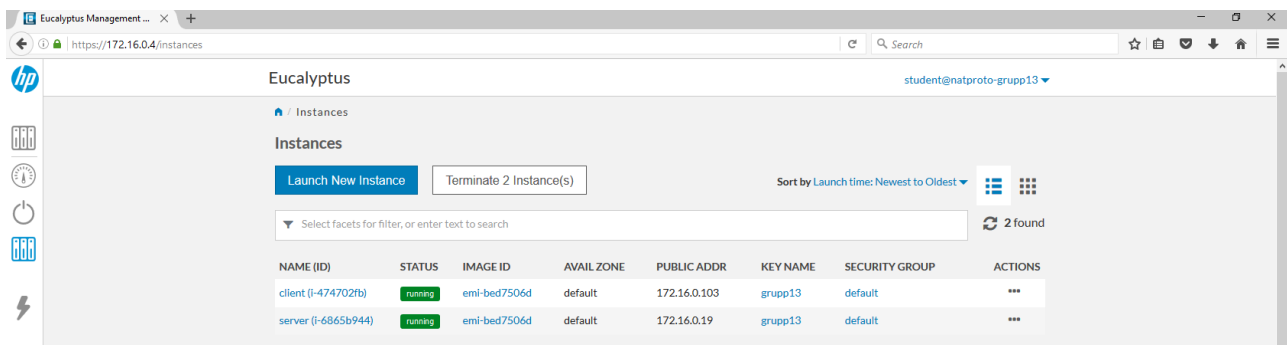 Eucalyptus Management ... × +
https://172.16.0.4/instances Search
hp Eucalyptus student@natproto-grupp13
/ Instances
Instances
Launch New Instance Terminate 2 Instance(s) Sort by Launch time: Newest to Oldest
Select facets for filter, or enter text to search 2 found
NAME (ID) STATUS IMAGE ID AVAIL ZONE PUBLIC ADDR KEY NAME SECURITY GROUP ACTIONS
client (i-474702fb) running emi-bed7506d default 172.16.0.103 grupp13 default •••
server (i-6865b944) running emi-bed7506d default 172.16.0.19 grupp13 default •••